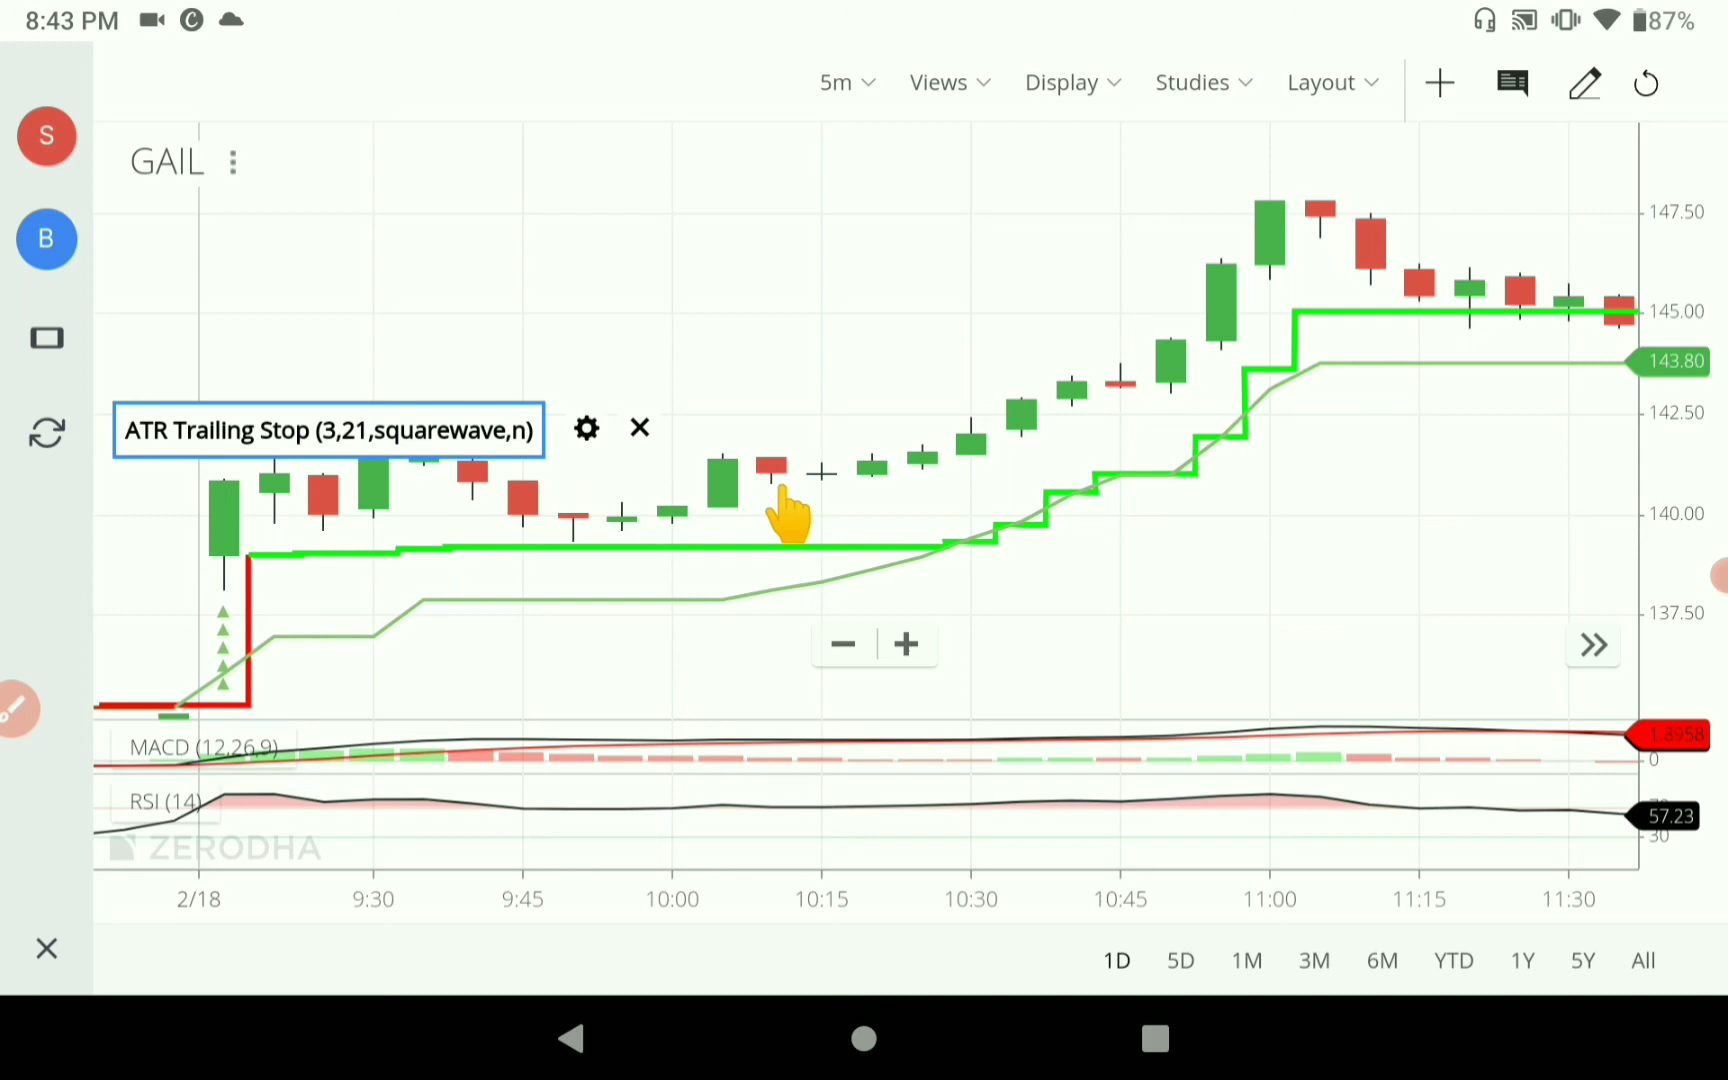 8:43 PM
87%
5m Views Display Studies Layout
S
B
GAIL
147.50
145.00
143.80
142.50
140.00
137.50
ATR Trailing Stop (3,21,squarewave,n)
MACD (12,26,9)
1.3958
0
RSI (14)
57.23
30
ZERODHA
2/18 9:30 9:45 10:00 10:15 10:30 10:45 11:00 11:15 11:30
1D 5D 1M 3M 6M YTD 1Y 5Y All